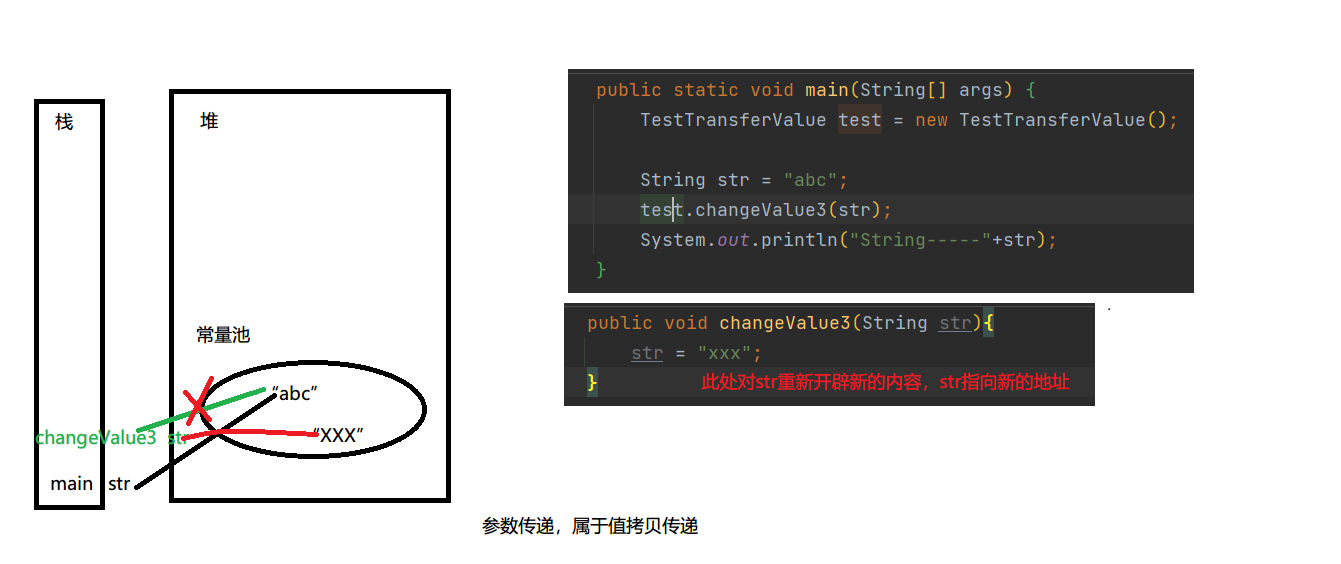 栈
堆
常量池
"abc"
"XXX"
changeValue3 str
main str
public static void main(String[] args) {
TestTransferValue test = new TestTransferValue();
String str = "abc";
test.changeValue3(str);
System.out.println("String-----"+str);
}
public void changeValue3(String str){
str = "xxx";
} 此处对str重新开辟新的内容，str指向新的地址
参数传递，属于值拷贝传递